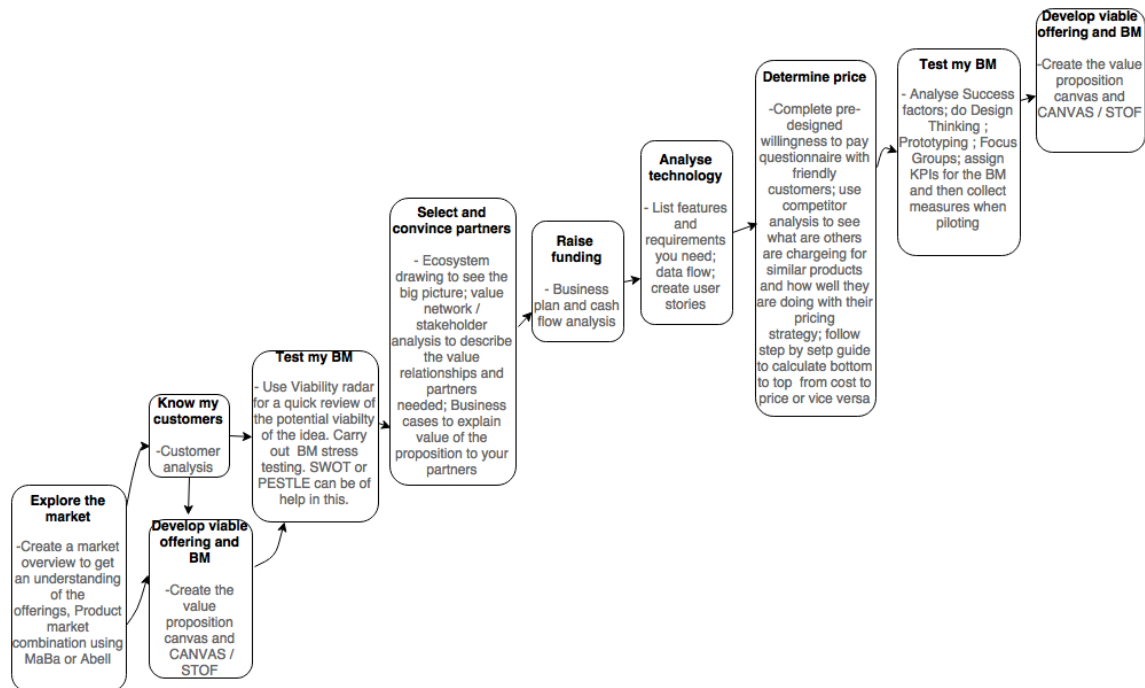 Explore the
market
-Create a market
overview to get
an understanding
of the
offerings, Product
market
combination using
MaBa or Abell
Know my
customers
-Customer
analysis
Develop viable
offering and
BM
-Create the
value
proposition
canvas and
CANVAS /
STOF
Test my BM
- Use Viability radar
for a quick review of
the potential viabilty
of the idea. Carry
out BM stress
testing. SWOT or
PESTLE can be of
help in this.
Select and
convince partners
- Ecosystem
drawing to see the
big picture; value
network /
stakeholder
analysis to describe
the value
relationships and
partners
needed; Business
cases to explain
value of the
proposition to your
partners
Raise
funding
- Business
plan and cash
flow analysis
Analyse
technology
- List features
and
requirements
you need;
data flow;
create user
stories
Determine price
-Complete pre-
designed
willingness to pay
questionnaire with
friendly
customers; use
competitor
analysis to see
what are others
are chargeing for
similar products
and how well they
are doing with their
pricing
strategy; follow
step by setp guide
to calculate bottom
to top from cost to
price or vice versa
Test my BM
- Analyse Success
factors; do Design
Thinking ;
Prototyping ; Focus
Groups; assign
KPIs for the BM
and then collect
measures when
piloting
Develop viable
offering and BM
-Create the value
proposition
canvas and
CANVAS / STOF